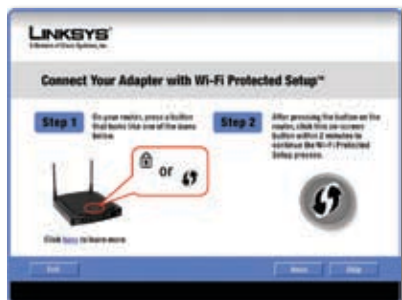 LINKSYS®
A Division of Cisco Systems, Inc.
Connect Your Adapter with Wi-Fi Protected Setup™
Step 1
On your router, press a button
that looks like one of the icons
below.
or
Click here to learn more
Step 2
After pressing the button on the
router, click this on-screen
button within 2 minutes to
continue the Wi-Fi Protected
Setup process.
Exit
Skip